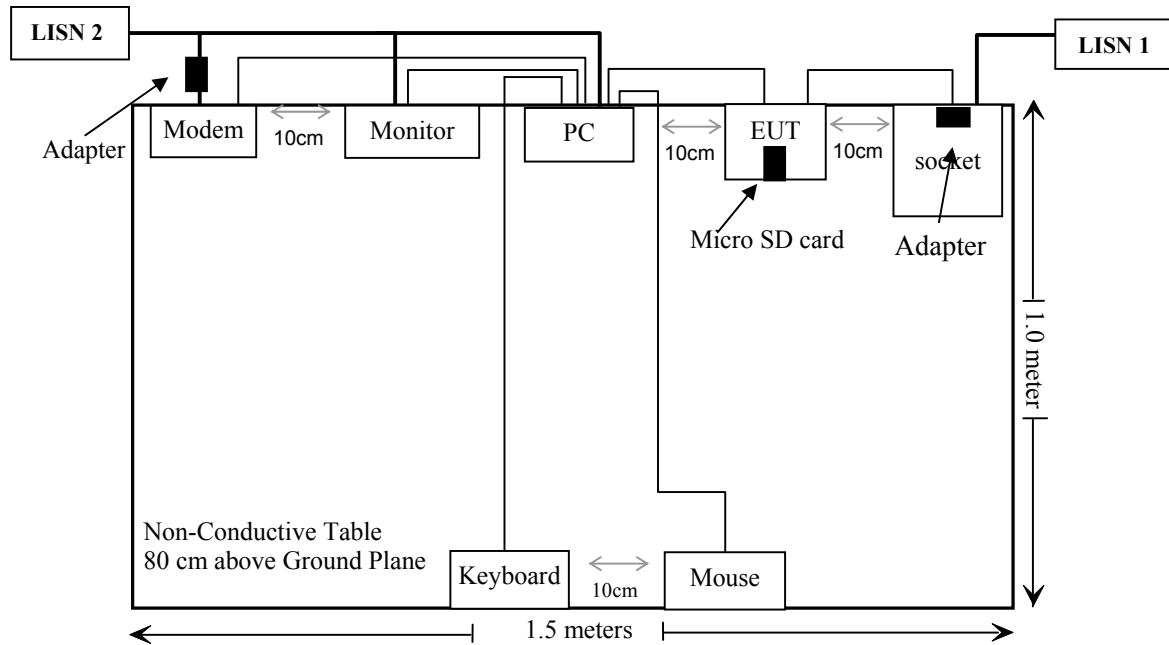 LISN 2
LISN 1
Adapter
Modem
10cm
Monitor
PC
10cm
EUT
10cm
socket
Micro SD card
Adapter
1.0 meter
Non-Conductive Table
80 cm above Ground Plane
Keyboard
10cm
Mouse
1.5 meters